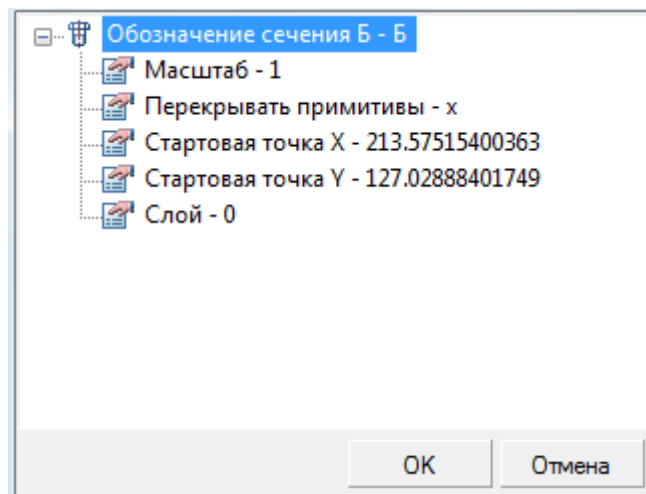 Обозначение сечения Б - Б
Масштаб - 1
Перекрывать примитивы - x
Стартовая точка X - 213.57515400363
Стартовая точка Y - 127.02888401749
Слой - 0
OK Отмена